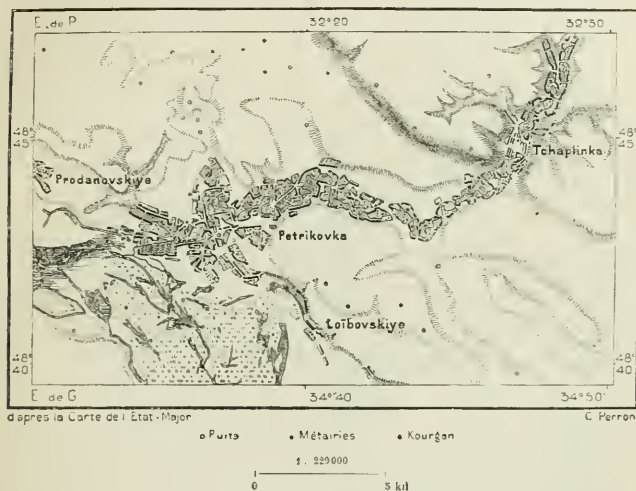 E. de P. 32°20 32°30
48° 45
48° 45
Tchaplinka
Prodanovskiye
Petrikovka
Loïbovskiye
48° 40
48° 40
E. de G 34°40 34°50
d'après la Carte de l'Etat-Major C. Perron
Puits Métairies Kourgan
1 : 220000
0 5 kil